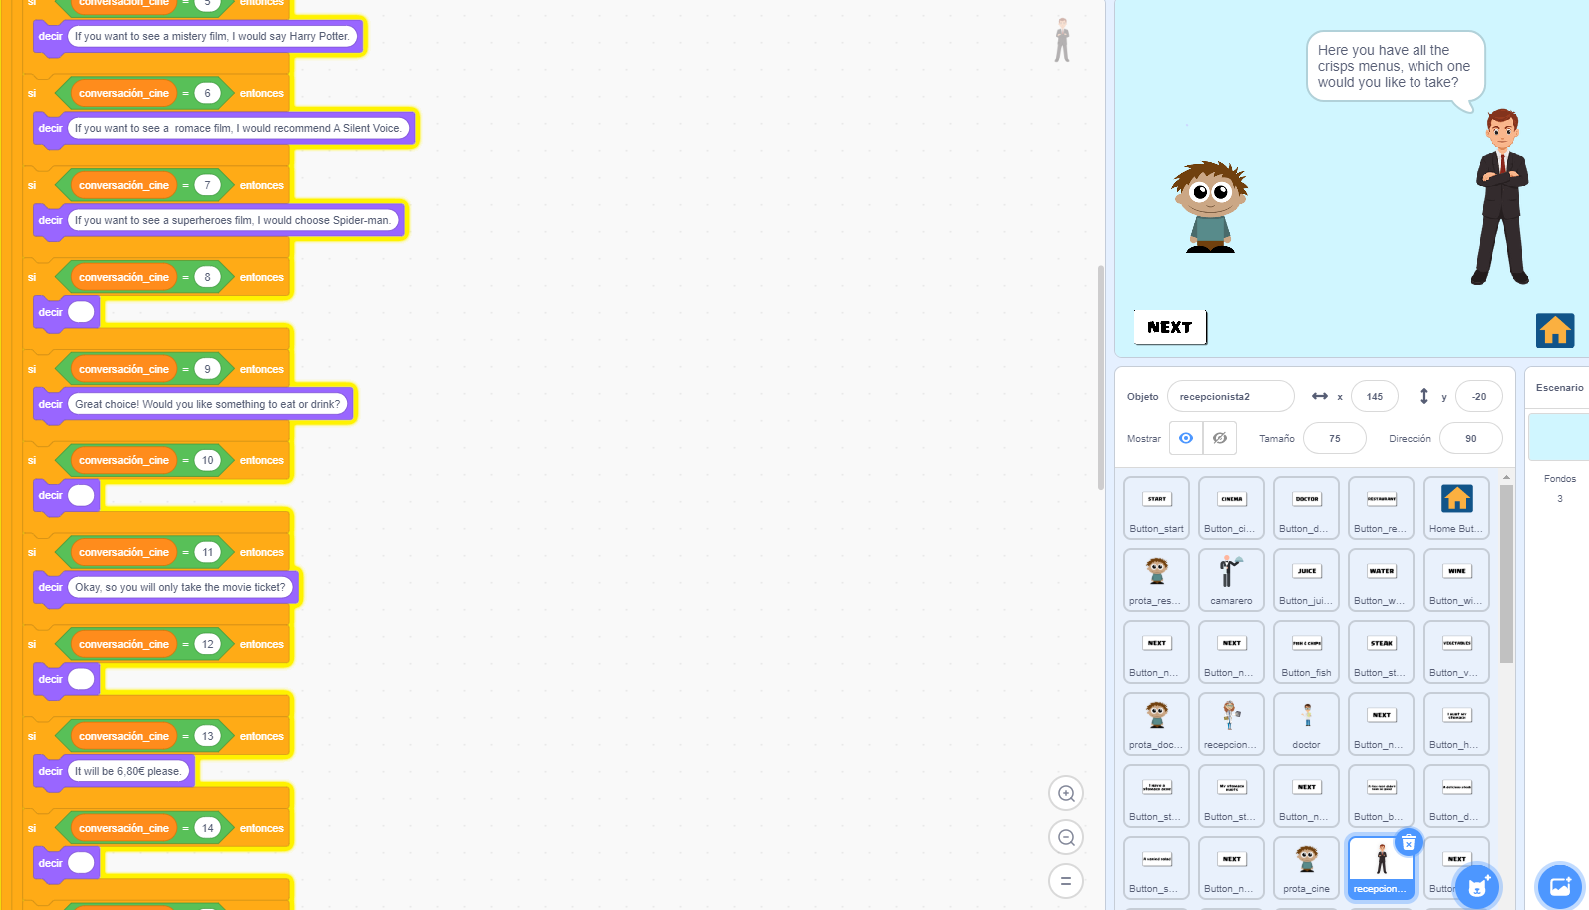 si conversación_cine = 5 entonces
decir If you want to see a mistery film, I would say Harry Potter.
si conversación_cine = 6 entonces
decir If you want to see a  romace film, I would recommend A Silent Voice.
si conversación_cine = 7 entonces
decir If you want to see a superheroes film, I would choose Spider-man.
si conversación_cine = 8 entonces
decir
si conversación_cine = 9 entonces
decir Great choice! Would you like something to eat or drink?
si conversación_cine = 10 entonces
decir
si conversación_cine = 11 entonces
decir Okay, so you will only take the movie ticket?
si conversación_cine = 12 entonces
decir
si conversación_cine = 13 entonces
decir It will be 6,80€ please.
si conversación_cine = 14 entonces
decir
Here you have all the
crisps menus, which one
would you like to take?
NEXT
Objeto recepcionista2 x 145 y -20
Mostrar Tamaño 75 Dirección 90
Escenario
Fondos
3
START CINEMA DOCTOR RESTAURANT
Button_start Button_ci... Button_d... Button_re... Home But...
JUICE WATER WINE
prota_res... camarero Button_jui... Button_w... Button_wi...
NEXT NEXT FISH & CHIPS STEAK VEGETABLES
Button_n... Button_n... Button_fish Button_st... Button_v...
NEXT I HURT MY STOMACH
prota_doc... recepcion... doctor Button_n... Button_h...
NEXT
Button_st... Button_st... Button_n... Button_b... Button_d...
NEXT NEXT
Button_s... Button_n... prota_cine recepcion... Button